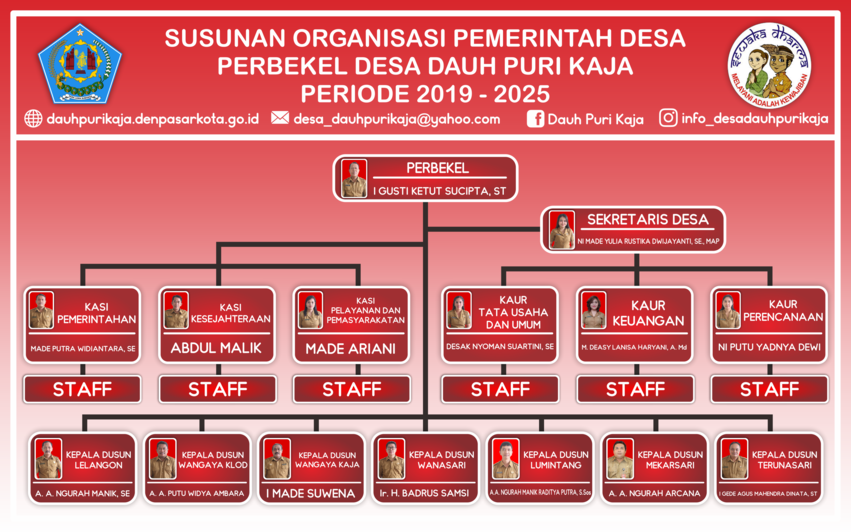 SUSUNAN ORGANISASI PEMERINTAH DESA
PERBEKEL DESA DAUH PURI KAJA
PERIODE 2019 - 2025
sewaka dharma
MELAYANI ADALAH KEWAJIBAN
dauhpurikaja.denpasarkota.go.id
desa_dauhpurikaja@yahoo.com
Dauh Puri Kaja
info_desadauhpurikaja
PERBEKEL
I GUSTI KETUT SUCIPTA, ST
SEKRETARIS DESA
NI MADE YULIA RUSTIKA DWIJAYANTI, SE., MAP
KASI
PEMERINTAHAN
MADE PUTRA WIDIANTARA, SE
KASI
KESEJAHTERAAN
ABDUL MALIK
KASI
PELAYANAN DAN
PEMASYARAKATAN
MADE ARIANI
KAUR
TATA USAHA
DAN UMUM
DESAK NYOMAN SUARTINI, SE
KAUR
KEUANGAN
M. DEASY LANISA HARYANI, A. Md
KAUR
PERENCANAAN
NI PUTU YADNYA DEWI
STAFF
STAFF
STAFF
STAFF
STAFF
STAFF
KEPALA DUSUN
LELANGON
A. A. NGURAH MANIK, SE
KEPALA DUSUN
WANGAYA KLOD
A. A. PUTU WIDYA AMBARA
KEPALA DUSUN
WANGAYA KAJA
I MADE SUWENA
KEPALA DUSUN
WANASARI
Ir. H. BADRUS SAMSI
KEPALA DUSUN
LUMINTANG
A.A. NGURAH MANIK RADITYA PUTRA, S.Sos
KEPALA DUSUN
MEKARSARI
A. A. NGURAH ARCANA
KEPALA DUSUN
TERUNASARI
I GEDE AGUS MAHENDRA DINATA, ST